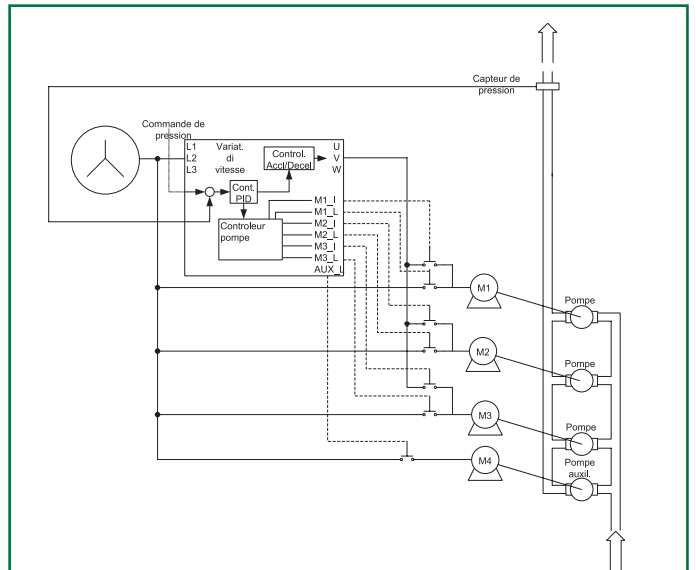 Capteur de
pression
Commande de
pression
L1
L2
L3
Variat.
di
vitesse
Control.
Accl/Decel
U
V
W
Cont.
PID
Controleur
pompes
M1_I
M1_L
M2_I
M2_L
M3_I
M3_L
AUX_L
M1
Pompe
M2
Pompe
M3
Pompe
M4
Pompe
auxil.